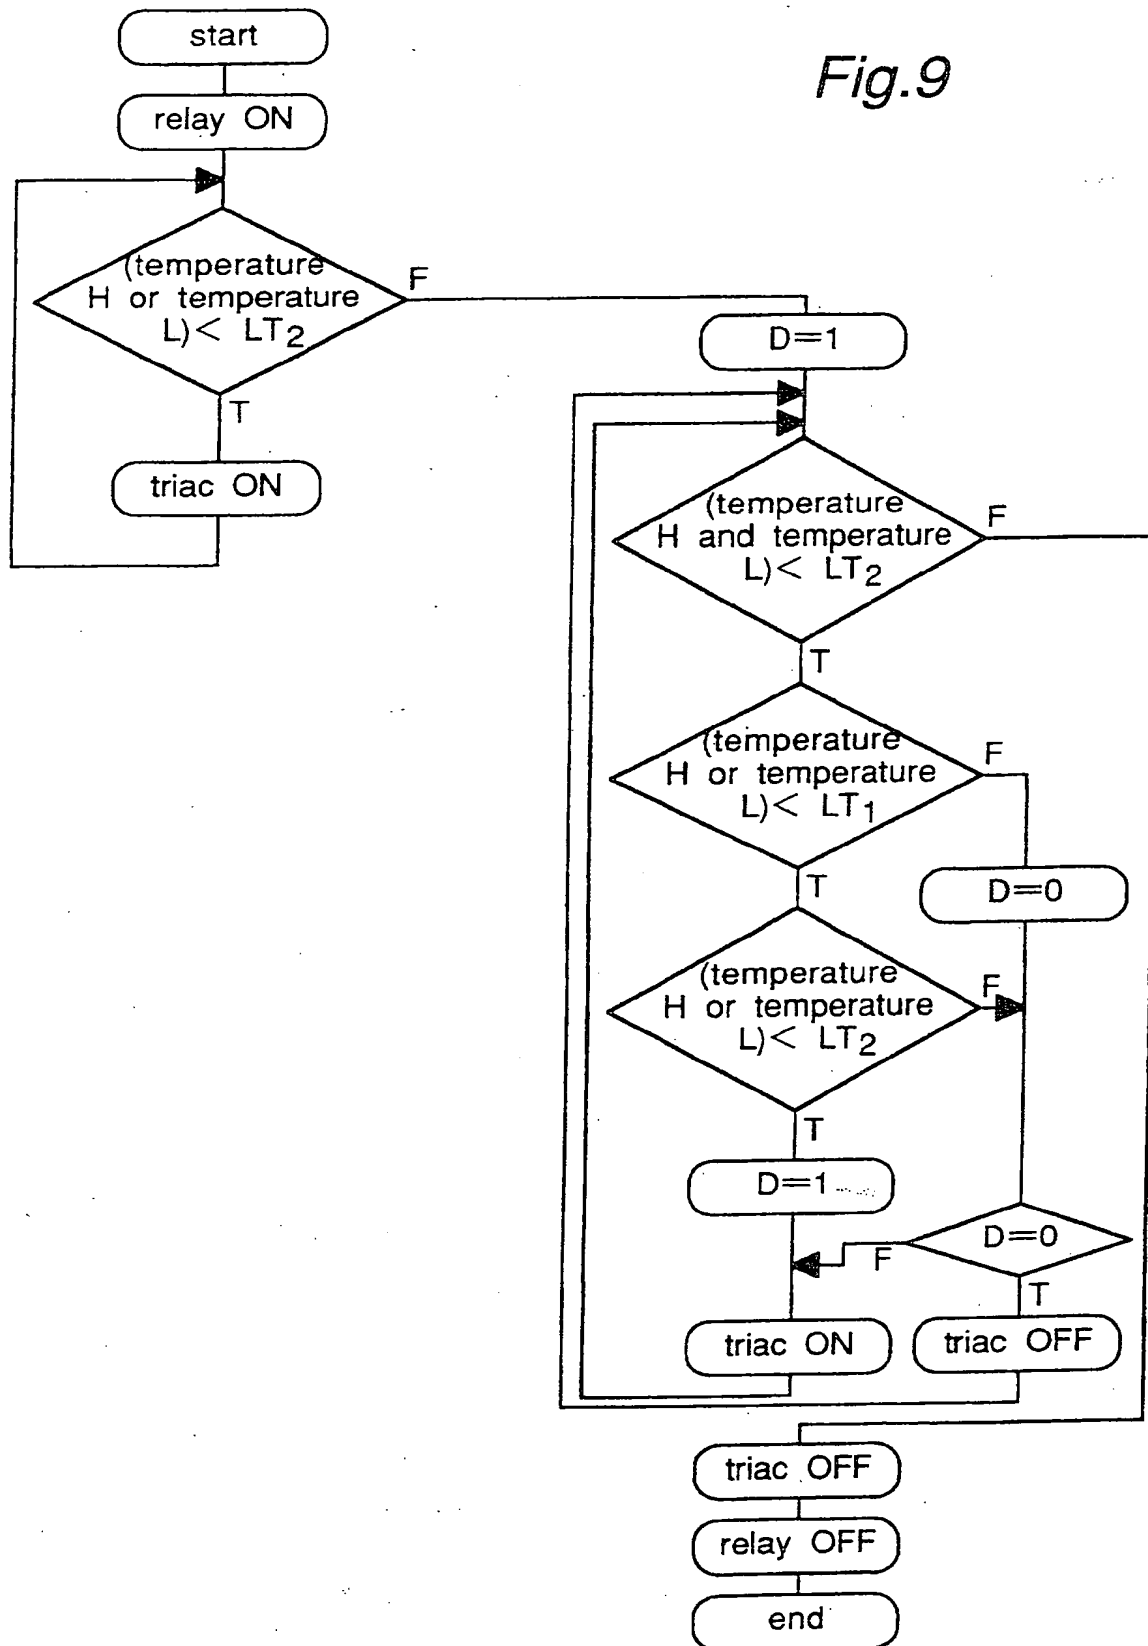 start
Fig.9
relay ON
(temperature
H or temperature
L)< LT2
F
T
triac ON
D=1
(temperature
H and temperature
L)< LT2
F
T
(temperature
H or temperature
L)< LT1
F
T
D=0
(temperature
H or temperature
L)< LT2
F
T
D=1
D=0
F
T
triac ON
triac OFF
triac OFF
relay OFF
end